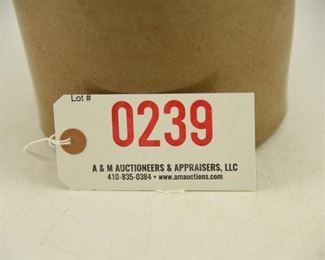 Lot #
0239
A & M AUCTIONEERS & APPRAISERS, LLC
410-835-0384 • www.amauctions.com